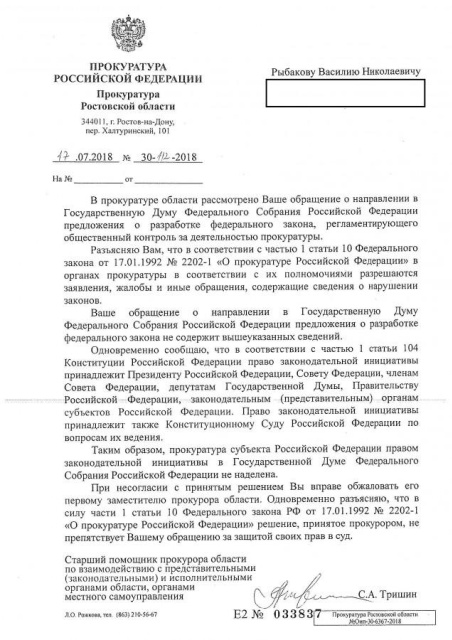 ПРОКУРАТУРА
РОССИЙСКОЙ ФЕДЕРАЦИИ
Прокуратура
Ростовской области
344011, г. Ростов-на-Дону,
пер. Халтуринский, 101
Рыбакову Василию Николаевичу
17.07.2018 № 30- -2018
На № от
В прокуратуре области рассмотрено Ваше обращение о направлении в
Государственную Думу Федерального Собрания Российской Федерации
предложения о разработке федерального закона, регламентирующего
общественный контроль за деятельностью прокуратуры.
Разъясняю Вам, что в соответствии с частью 1 статьи 10 Федерального
закона от 17.01.1992 № 2202-1 «О прокуратуре Российской Федерации» в
органах прокуратуры в соответствии с их полномочиями разрешаются
заявления, жалобы и иные обращения, содержащие сведения о нарушении
законов.
Ваше обращение о направлении в Государственную Думу
Федерального Собрания Российской Федерации предложения о разработке
федерального закона не содержит вышеуказанных сведений.
Одновременно сообщаю, что в соответствии с частью 1 статьи 104
Конституции Российской Федерации право законодательной инициативы
принадлежит Президенту Российской Федерации, Совету Федерации, членам
Совета Федерации, депутатам Государственной Думы, Правительству
Российской Федерации, законодательным (представительным) органам
субъектов Российской Федерации. Право законодательной инициативы
принадлежит также Конституционному Суду Российской Федерации по
вопросам их ведения.
Таким образом, прокуратура субъекта Российской Федерации правом
законодательной инициативы в Государственной Думе Федерального
Собрания Российской Федерации не наделена.
При несогласии с принятым решением Вы вправе обжаловать его
первому заместителю прокурора области. Одновременно разъясняю, что в
силу части 1 статьи 10 Федерального закона РФ от 17.01.1992 № 2202-1
«О прокуратуре Российской Федерации» решение, принятое прокурором, не
препятствует Вашему обращению за защитой своих прав в суд.
Старший помощник прокурора области
по взаимодействию с представительными
(законодательными) и исполнительными
органами области, органами
местного самоуправления
С.А. Тришин
Л.О. Рожкова, тел. (863) 210-56-67
Е2 № 033837
Прокуратура Ростовской области
№Он-30-6367-2018